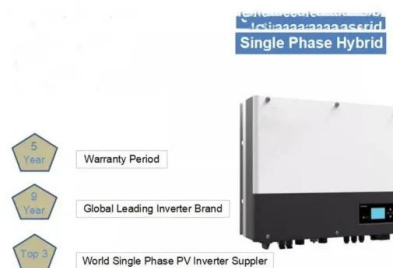 Single Phase Hybrid
5
Year
Warranty Period
9
Year
Global Leading Inverter Brand
Top 3
World Single Phase PV Inverter Suppler